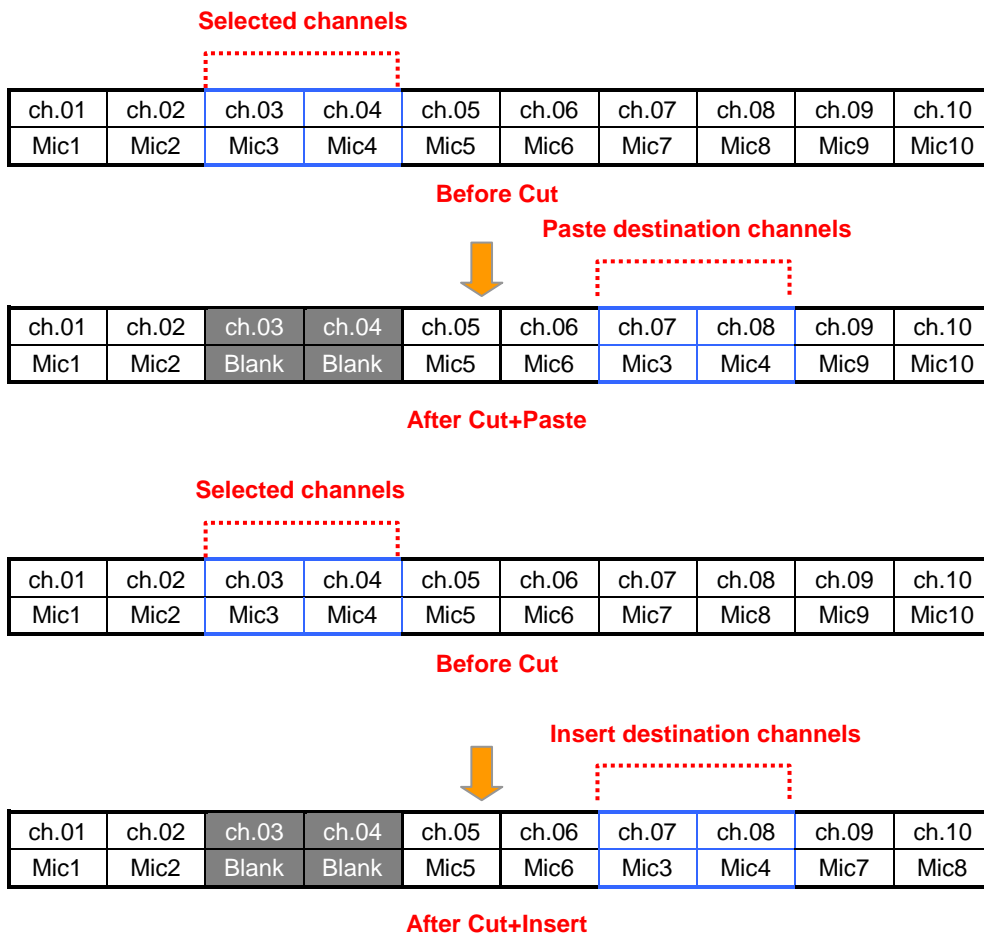 Selected channels
ch.01 ch.02 ch.03 ch.04 ch.05 ch.06 ch.07 ch.08 ch.09 ch.10
Mic1 Mic2 Mic3 Mic4 Mic5 Mic6 Mic7 Mic8 Mic9 Mic10
Before Cut
Paste destination channels
ch.01 ch.02 ch.03 ch.04 ch.05 ch.06 ch.07 ch.08 ch.09 ch.10
Mic1 Mic2 Blank Blank Mic5 Mic6 Mic3 Mic4 Mic9 Mic10
After Cut+Paste
Selected channels
ch.01 ch.02 ch.03 ch.04 ch.05 ch.06 ch.07 ch.08 ch.09 ch.10
Mic1 Mic2 Mic3 Mic4 Mic5 Mic6 Mic7 Mic8 Mic9 Mic10
Before Cut
Insert destination channels
ch.01 ch.02 ch.03 ch.04 ch.05 ch.06 ch.07 ch.08 ch.09 ch.10
Mic1 Mic2 Blank Blank Mic5 Mic6 Mic3 Mic4 Mic7 Mic8
After Cut+Insert